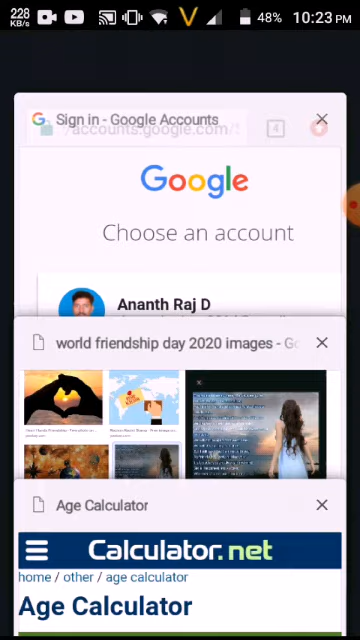 228
KB/s
48% 10:23 PM
Sign in - Google Accounts
/accounts.google.com/
4
Google
Choose an account
Ananth Raj D
world friendship day 2020 images - Go
Age Calculator
Calculator.net
home / other / age calculator
Age Calculator